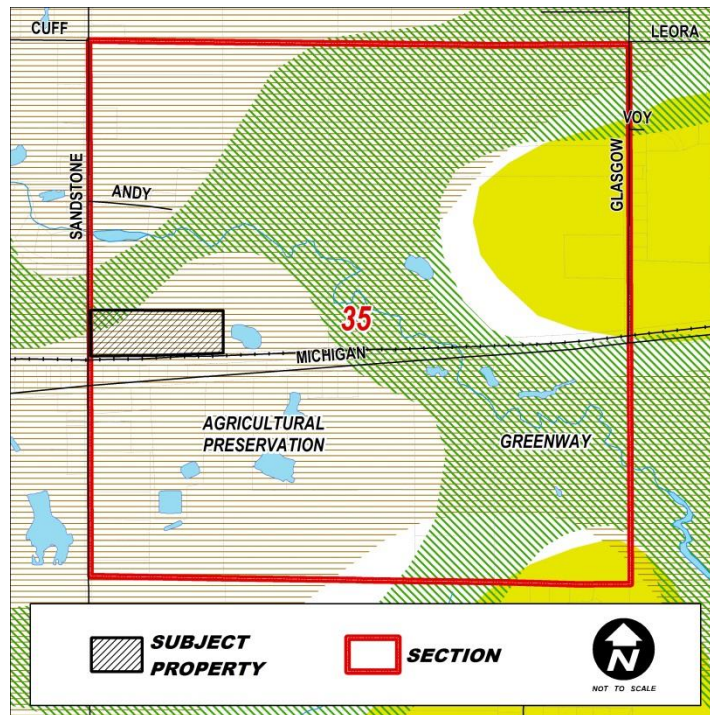 CUFF
LEORA
VOY
SANDSTONE
GLASGOW
ANDY
35
MICHIGAN
AGRICULTURAL
PRESERVATION
GREENWAY
SUBJECT
PROPERTY
SECTION
N
NOT TO SCALE